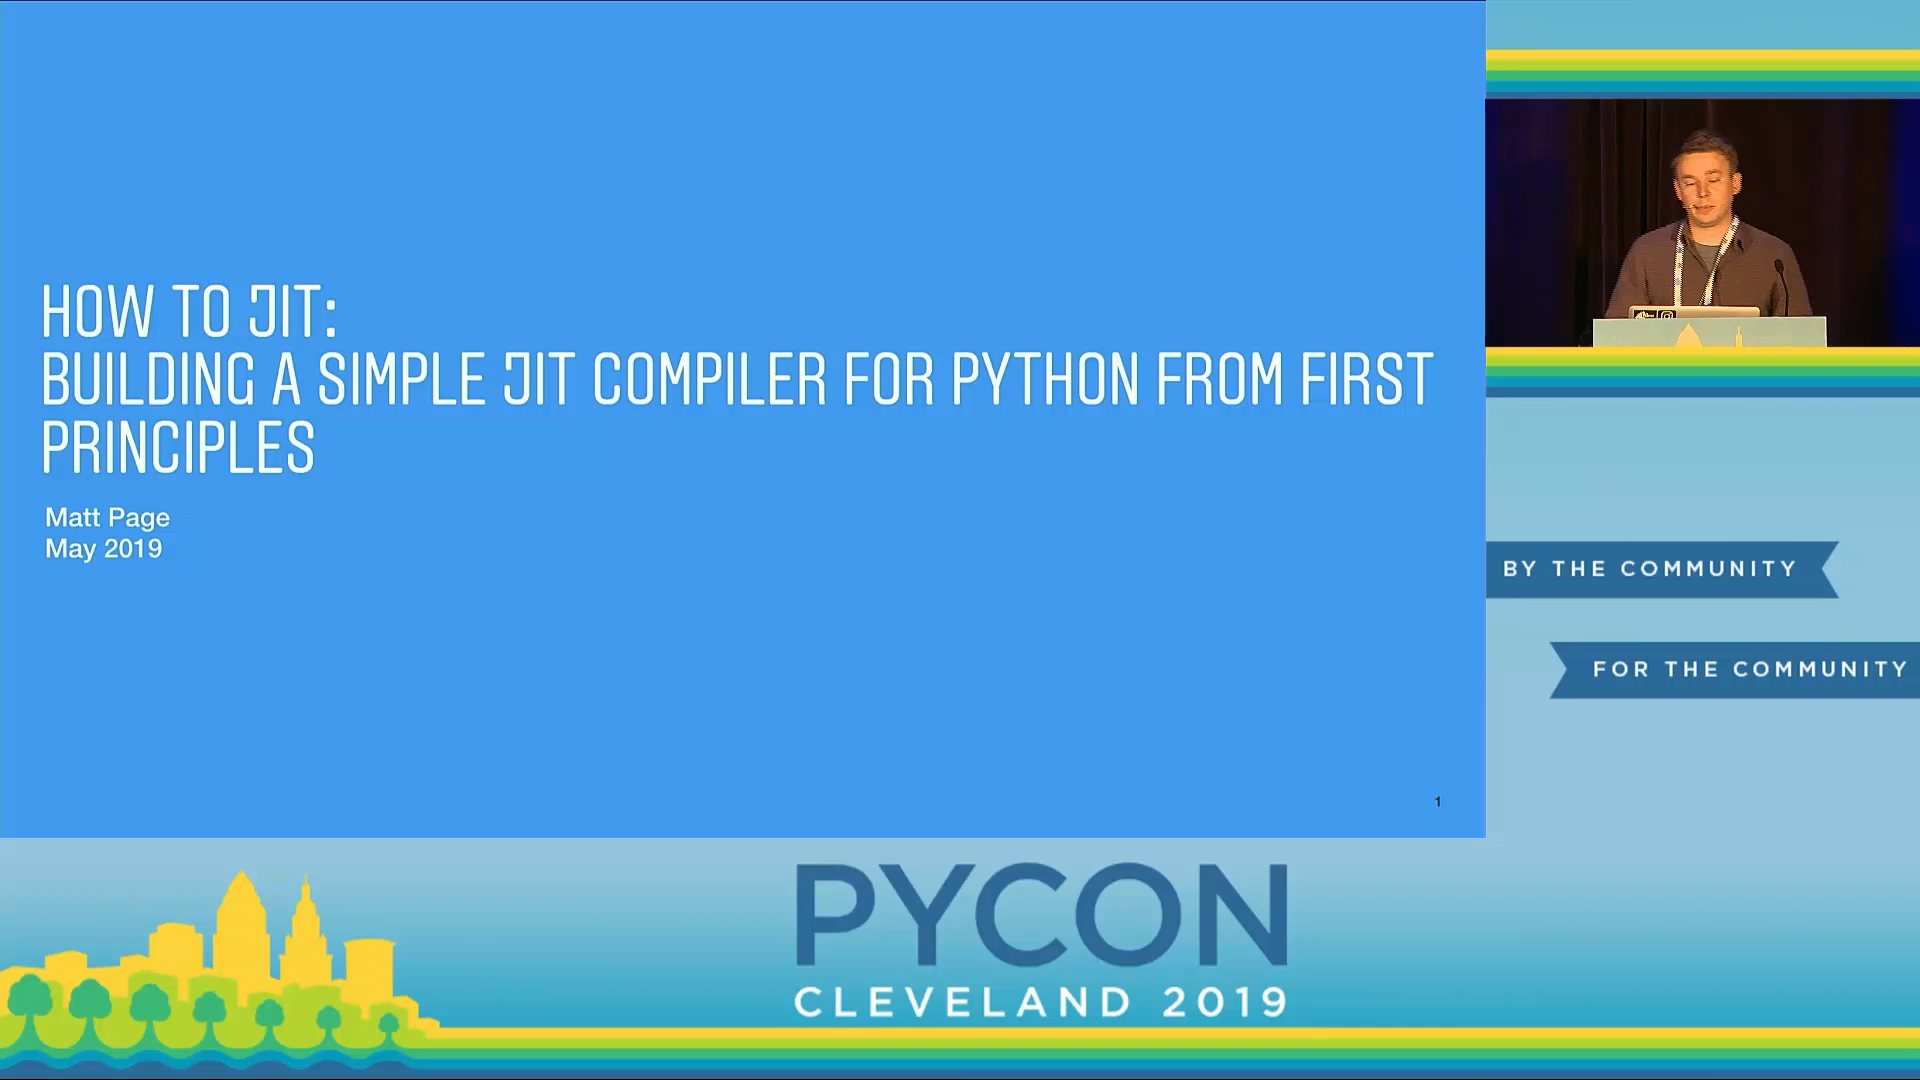 HOW TO JIT:
BUILDING A SIMPLE JIT COMPILER FOR PYTHON FROM FIRST
PRINCIPLES
Matt Page
May 2019
1
BY THE COMMUNITY
FOR THE COMMUNITY
PYCON
CLEVELAND 2019